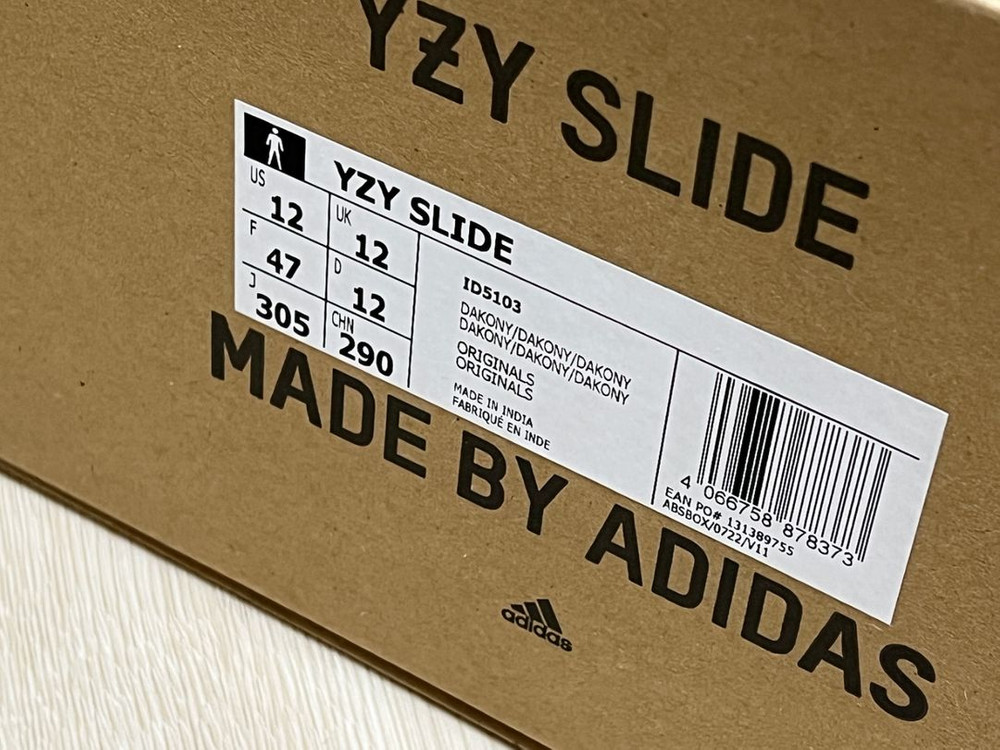 YZY SLIDE
YZY SLIDE
US 12 UK 12
F 47 D 12
J 305 CHN 290
ID5103
DAKONY/DAKONY/DAKONY
DAKONY/DAKONY/DAKONY
ORIGINALS
ORIGINALS
MADE IN INDIA
FABRIQUÉ EN INDE
4 066758 878373
EAN PO# 131389755
ABSBOX/0722/V11
MADE BY ADIDAS
adidas